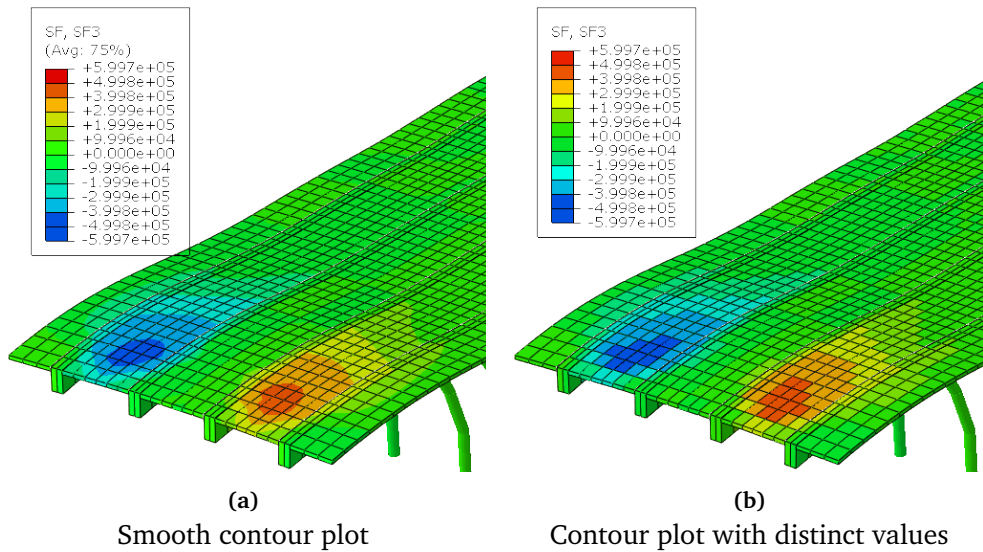 SF, SF3
(Avg: 75%)
+5.997e+05
+4.998e+05
+3.998e+05
+2.999e+05
+1.999e+05
+9.996e+04
+0.000e+00
-9.996e+04
-1.999e+05
-2.999e+05
-3.998e+05
-4.998e+05
-5.997e+05
SF, SF3
+5.997e+05
+4.998e+05
+3.998e+05
+2.999e+05
+1.999e+05
+9.996e+04
+0.000e+00
-9.996e+04
-1.999e+05
-2.999e+05
-3.998e+05
-4.998e+05
-5.997e+05
(a)
Smooth contour plot
(b)
Contour plot with distinct values